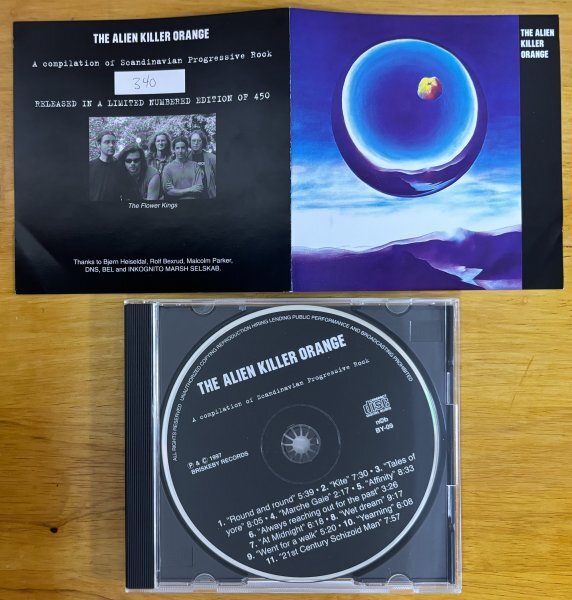 THE ALIEN KILLER ORANGE
A compilation of Scandinavian Progressive Rock
340
RELEASED IN A LIMITED NUMBERED EDITION OF 450
The Flower Kings
Thanks to Bjørn Heiseldal, Rolf Bexrud, Malcolm Parker,
DNS, BEL and INKOGNITO MARSH SELSKAB.
THE ALIEN
KILLER
ORANGE
ALL RIGHTS RESERVED. UNAUTHORIZED COPYING REPRODUCTION HIRING LENDING PUBLIC PERFORMANCE AND BROADCASTING PROHIBITED
THE ALIEN KILLER ORANGE
A compilation of Scandinavian Progressive Rock
COMPACT
disc
DIGITAL AUDIO
nOb
BY-09
℗ & © 1997
BRISKEBY RECORDS
1. "Round and round" 5:39 • 2. "Kite" 7:30 • 3. "Tales of
yore" 8:05 • 4. "Marche Gaie" 2:17 • 5. "Affinity" 8:33
6. "Always reaching out for the past" 3:26
7. "At Midnight" 6:18 • 8. "Wet dream" 9:17
9. "Went for a walk" 5:20 • 10. "Yearning" 6:08
11. "21st Century Schizoid Man" 7:57